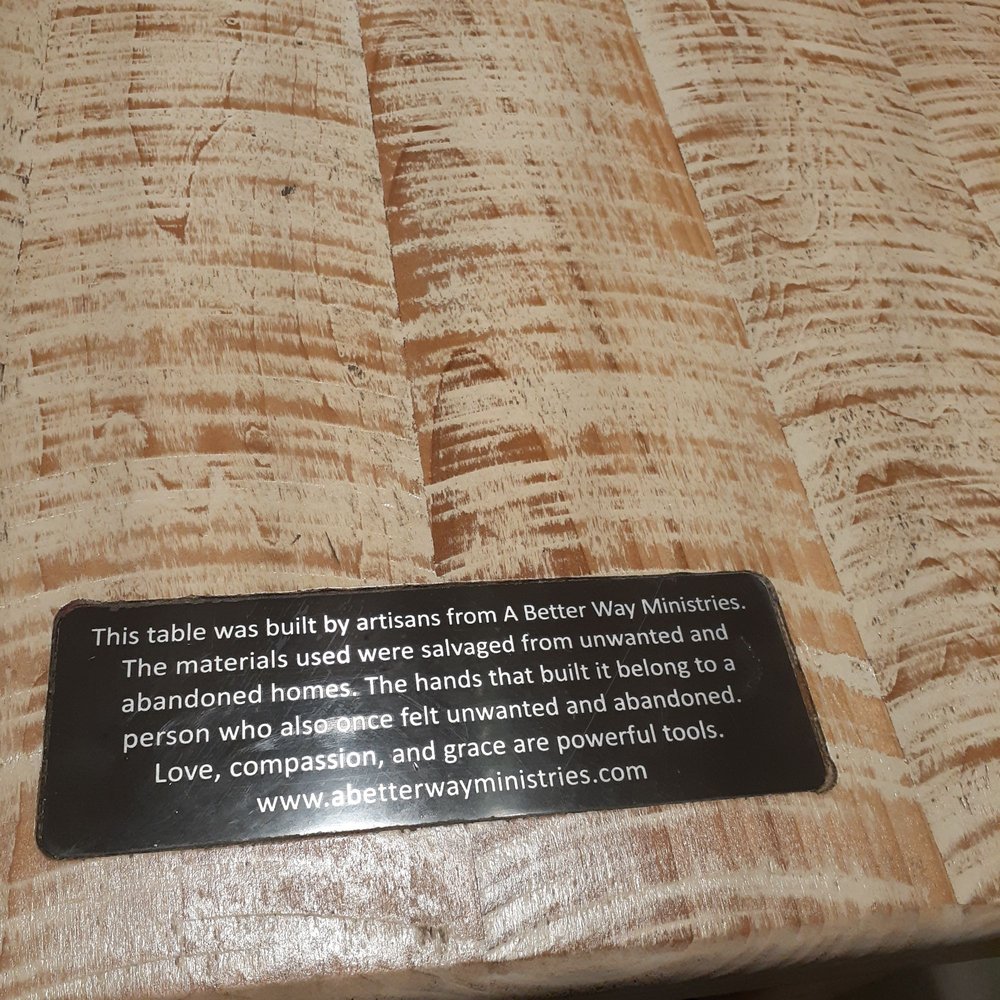 This table was built by artisans from A Better Way Ministries.
The materials used were salvaged from unwanted and
abandoned homes. The hands that built it belong to a
person who also once felt unwanted and abandoned.
Love, compassion, and grace are powerful tools.
www.abetterwayministries.com